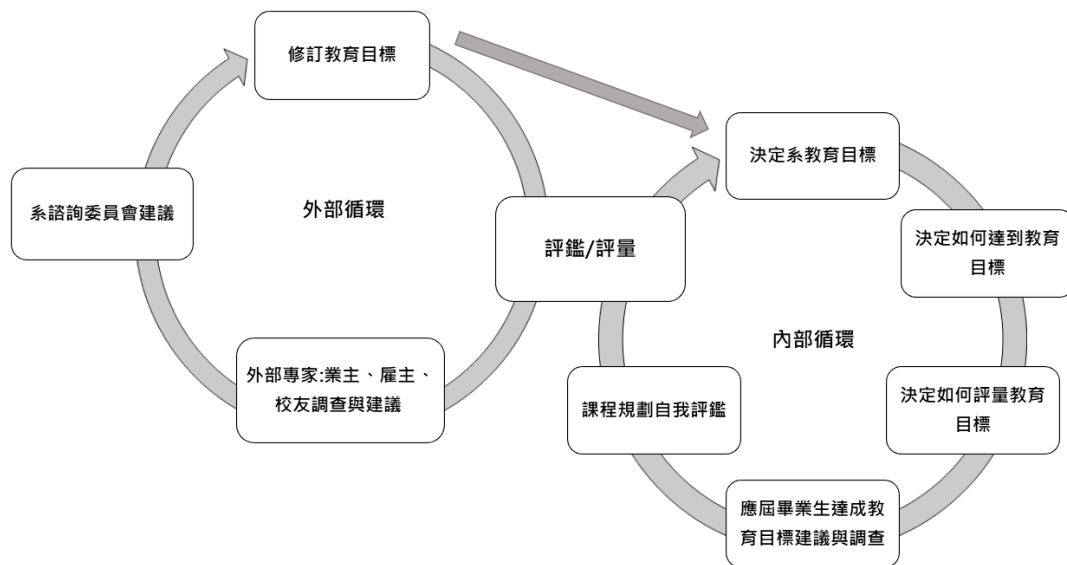 修訂教育目標
系諮詢委員會建議
外部循環
評鑑/評量
外部專家:業主、雇主、
校友調查與建議
決定系教育目標
決定如何達到教育
目標
內部循環
決定如何評量教育
目標
課程規劃自我評鑑
應屆畢業生達成教
育目標建議與調查